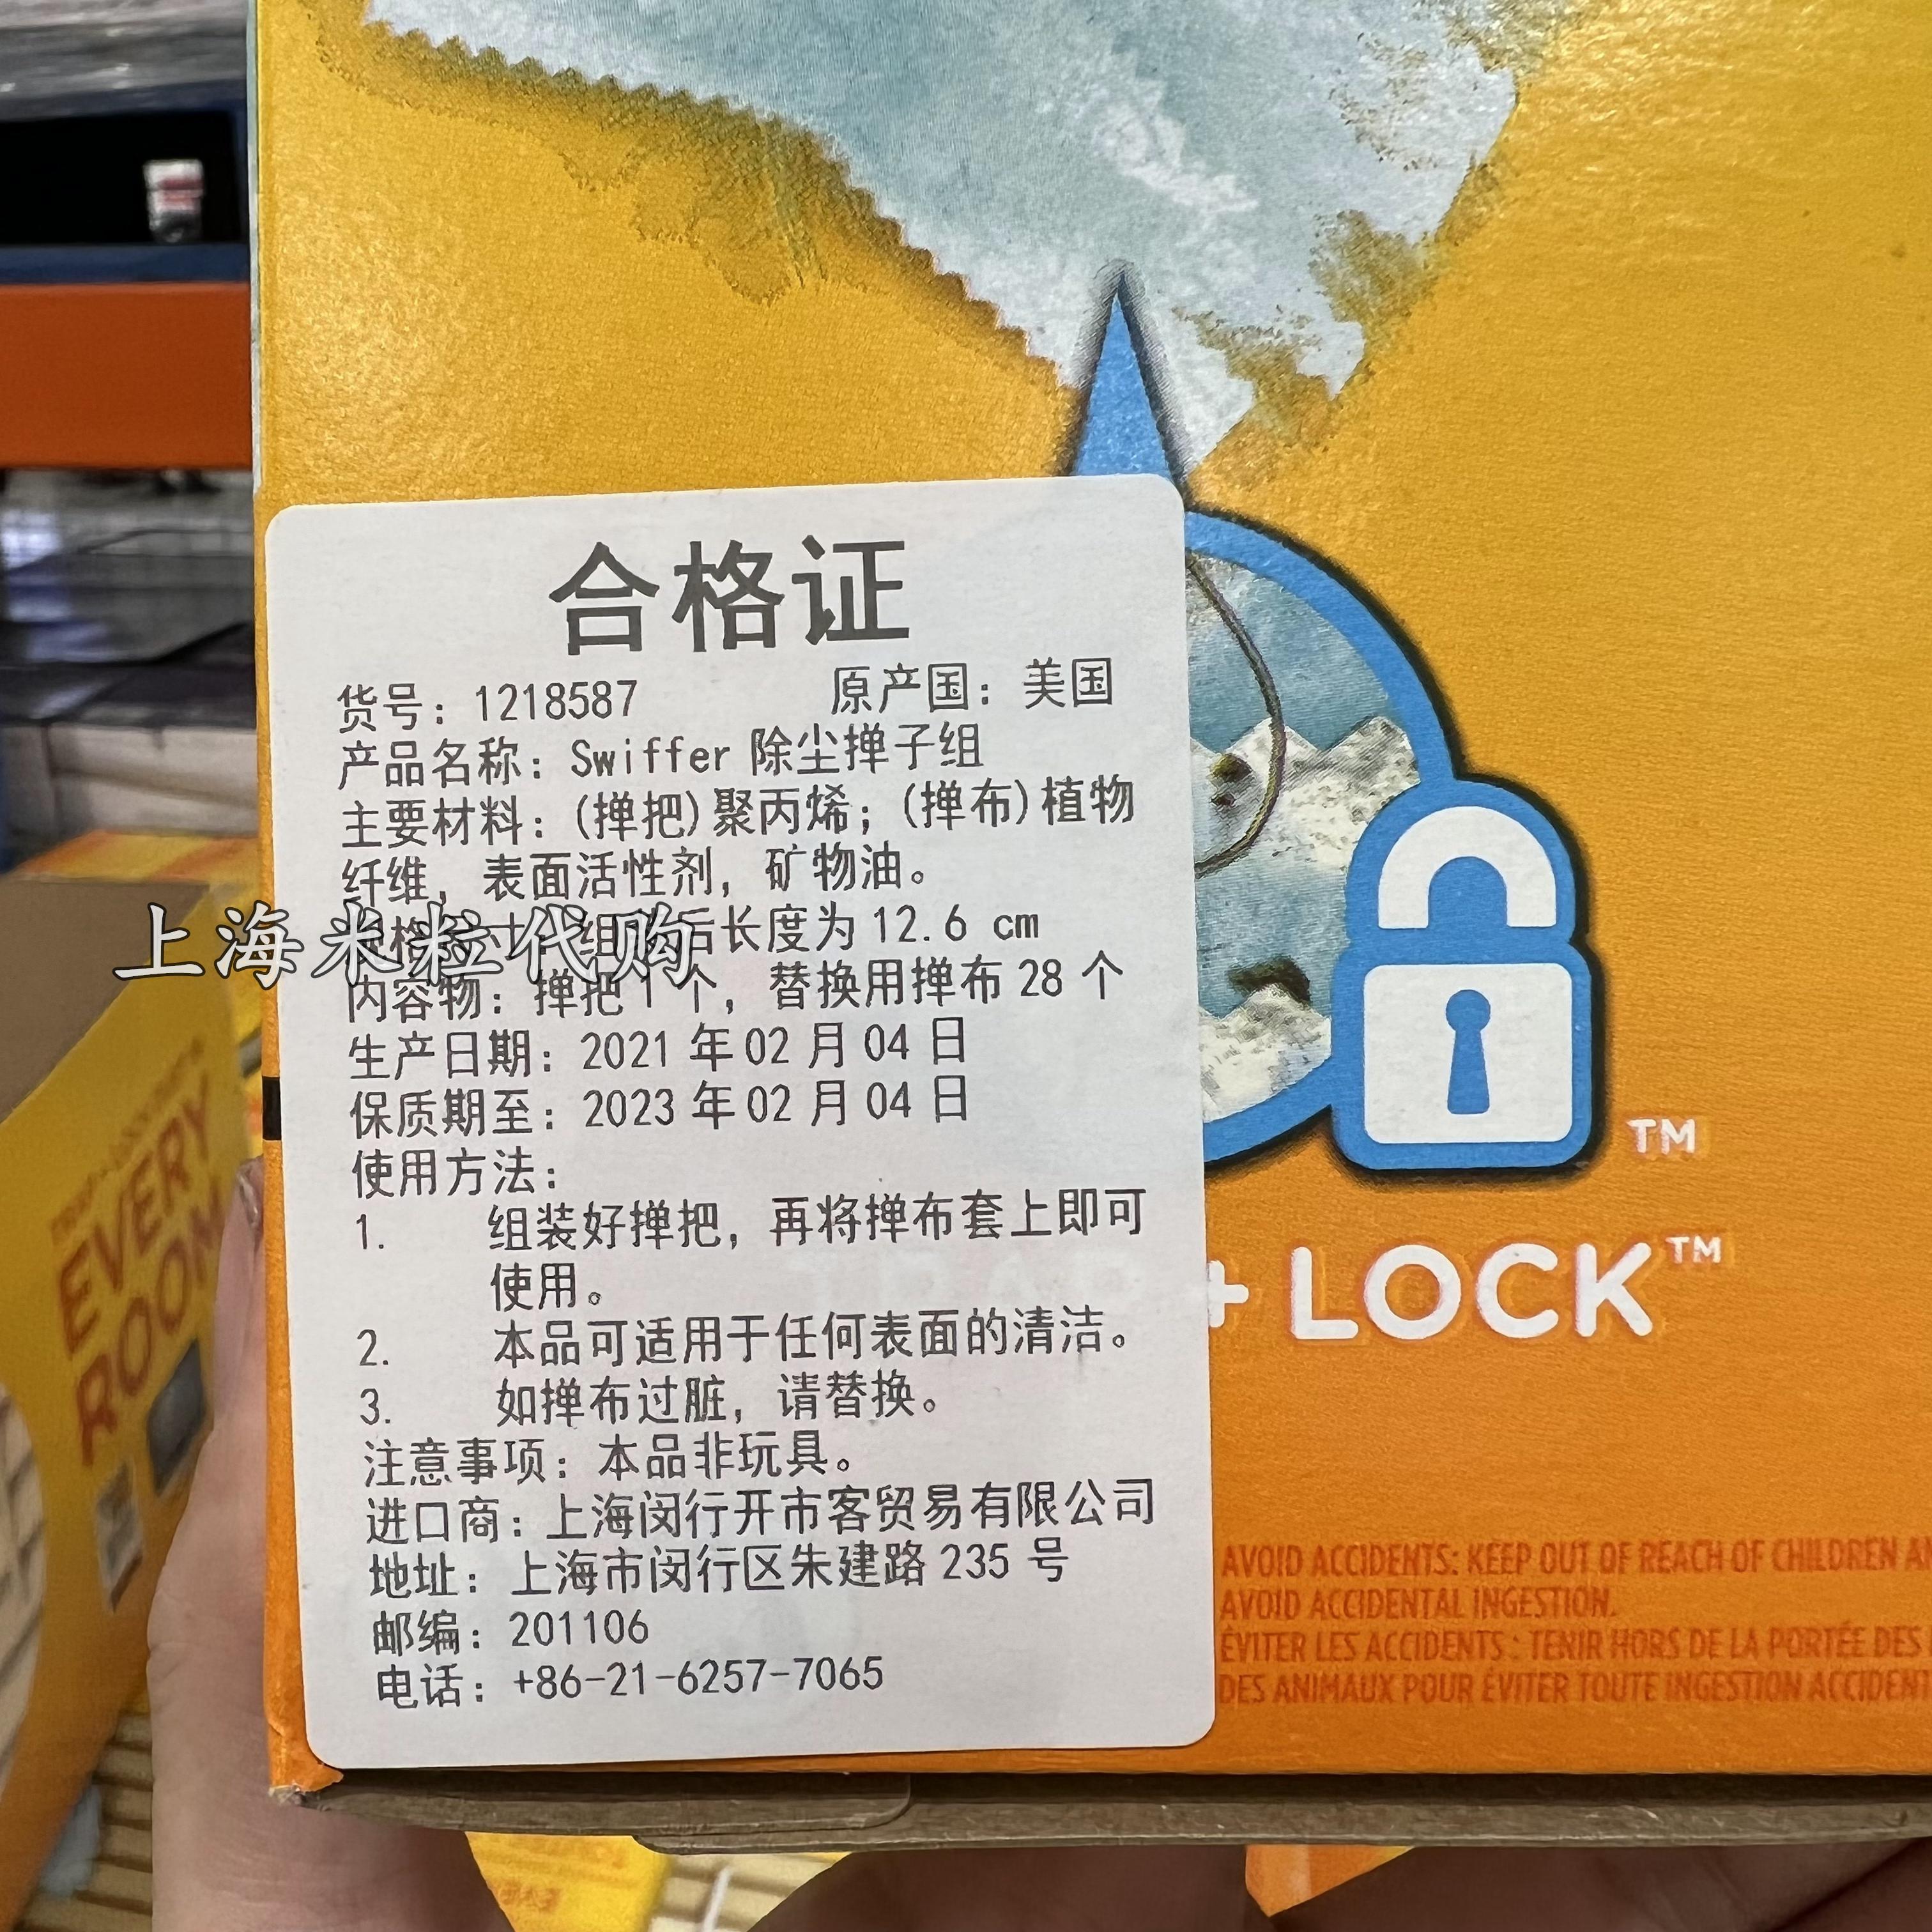 合格证
货号：1218587 原产国：美国
产品名称：Swiffer 除尘掸子组
主要材料：(掸把)聚丙烯；(掸布)植物
纤维，表面活性剂，矿物油。
后长度为 12.6 cm
上海米粒代购
内容物：掸把 1 个，替换用掸布 28 个
生产日期：2021 年 02 月 04 日
保质期至：2023 年 02 月 04 日
使用方法：
1. 组装好掸把，再将掸布套上即可
使用。
2. 本品可适用于任何表面的清洁。
3. 如掸布过脏，请替换。
注意事项：本品非玩具。
进口商：上海闵行开市客贸易有限公司
地址：上海市闵行区朱建路 235 号
邮编：201106
电话：+86-21-6257-7065
TM
+ LOCK™
AVOID ACCIDENTS: KEEP OUT OF REACH OF CHILDREN
AVOID ACCIDENTAL INGESTION.
ÉVITER LES ACCIDENTS : TENIR HORS DE LA PORTÉE DES
DES ANIMAUX POUR ÉVITER TOUTE INGESTION
EVERY
ROOM